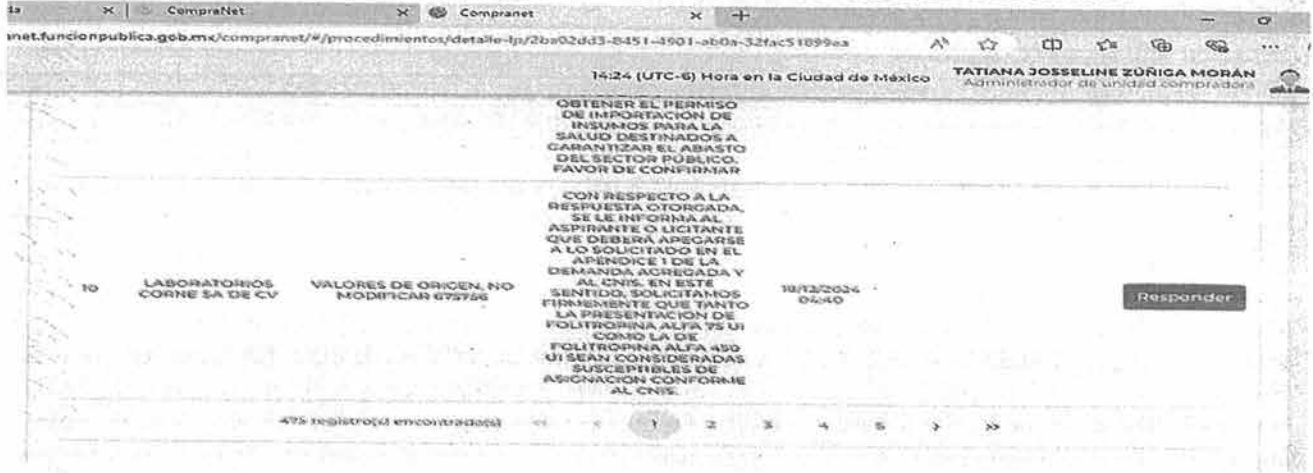 la
CompraNet
Compranet
anet.funcionpublica.gob.mx/compranet/#/procedimientos/detalle-lp/2ba02dd3-8451-4901-ab0a-32fac51899ea
14:24 (UTC-6) Hora en la Ciudad de México
TATIANA JOSSELINE ZÚÑIGA MORÁN
Administrador de unidad compradora
OBTENER EL PERMISO
DE IMPORTACIÓN DE
INSUMOS PARA LA
SALUD DESTINADOS A
GARANTIZAR EL ABASTO
DEL SECTOR PÚBLICO.
FAVOR DE CONFIRMAR
10
LABORATORIOS
CORNE SA DE CV
VALORES DE ORIGEN, NO
MODIFICAR 675756
CON RESPECTO A LA
RESPUESTA OTORGADA,
SE LE INFORMA AL
ASPIRANTE O LICITANTE
QUE DEBERÁ APEGARSE
A LO SOLICITADO EN EL
APÉNDICE 1 DE LA
DEMANDA AGREGADA Y
AL CNIS. EN ESTE
SENTIDO, SOLICITAMOS
FIRMEMENTE QUE TANTO
LA PRESENTACIÓN DE
FOLITROPINA ALFA 75 UI
COMO LA DE
FOLITROPINA ALFA 450
UI SEAN CONSIDERADAS
SUSCEPTIBLES DE
ASIGNACIÓN CONFORME
AL CNIS.
/12/2024
04:40
Responder
475 registro(s) encontrado(s)
<< < 1 2 3 4 5 > >>